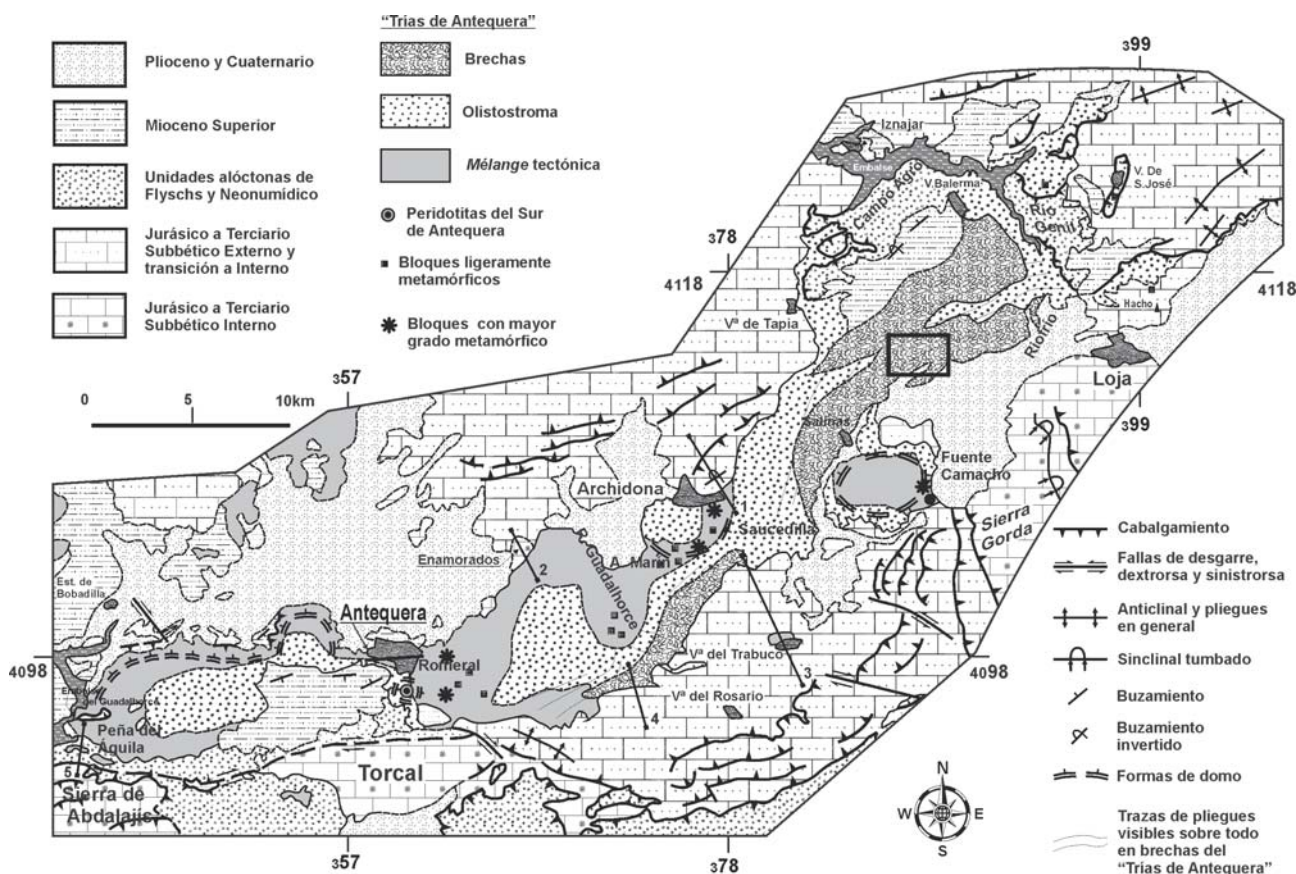 Plioceno y Cuaternario
Mioceno Superior
Unidades alóctonas de
Flyschs y Neonumídico
Jurásico a Terciario
Subbético Externo y
transición a Interno
Jurásico a Terciario
Subbético Interno
"Trias de Antequera"
Brechas
Olistostroma
Mélange tectónica
Peridotitas del Sur
de Antequera
Bloques ligeramente
metamórficos
Bloques con mayor
grado metamórfico
0 5 10km
399
Iznajar
Embalse
Campo Agro
V.Balerma
V. De
S.José
Río
Genil
378
4118
4118
Hacho
Vª de Tapia
Riofrío
Loja
399
357
Salinas
Fuente
Camacho
Archidona
1
Saucedilla
Sierra
Gorda
Enamorados
A. Marín
R. Guadalhorce
2
Est. de
Bobadilla
Antequera
4098
Romeral
Vª del Trabuco
3
4098
Vª del Rosario
4
Embalse
del Guadalhorce
Peña del
Águila
5
Torcal
Sierra de
Abdalajís
357
378
N
W E
S
Cabalgamiento
Fallas de desgarre,
dextrorsa y sinistrorsa
Anticlinal y pliegues
en general
Sinclinal tumbado
Buzamiento
Buzamiento
invertido
Formas de domo
Trazas de pliegues
visibles sobre todo
en brechas del
"Trias de Antequera"